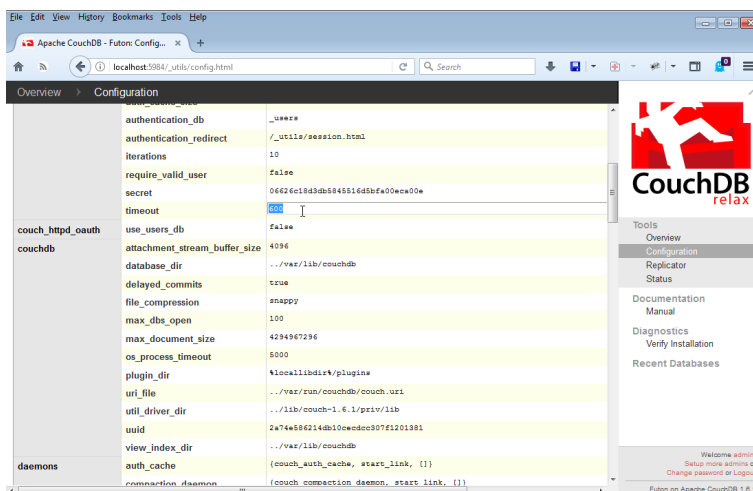 File Edit View History Bookmarks Tools Help
Apache CouchDB - Futon: Config... × +
localhost:5984/_utils/config.html
Search
0
Overview > Configuration
auth_cache_size
authentication_db _users
authentication_redirect /_utils/session.html
iterations 10
require_valid_user false
secret 06626c18d3db5845516d5bfa00eca00e
timeout 600
couch_httpd_oauth use_users_db false
couchdb attachment_stream_buffer_size 4096
database_dir ../var/lib/couchdb
delayed_commits true
file_compression snappy
max_dbs_open 100
max_document_size 4294967296
os_process_timeout 5000
plugin_dir %localibdir%/plugins
uri_file ../var/run/couchdb/couch.uri
util_driver_dir ../lib/couch-1.6.1/priv/lib
uuid 2a74e586214db10cecdcc307f1201381
view_index_dir ../var/lib/couchdb
daemons auth_cache {couch_auth_cache, start_link, []}
compaction_daemon {couch_compaction_daemon, start_link, []}
CouchDB
relax
Tools
Overview
Configuration
Replicator
Status
Documentation
Manual
Diagnostics
Verify Installation
Recent Databases
Welcome admin
Setup more admins
Change password or Logou
Futon on Apache CouchDB 1.6